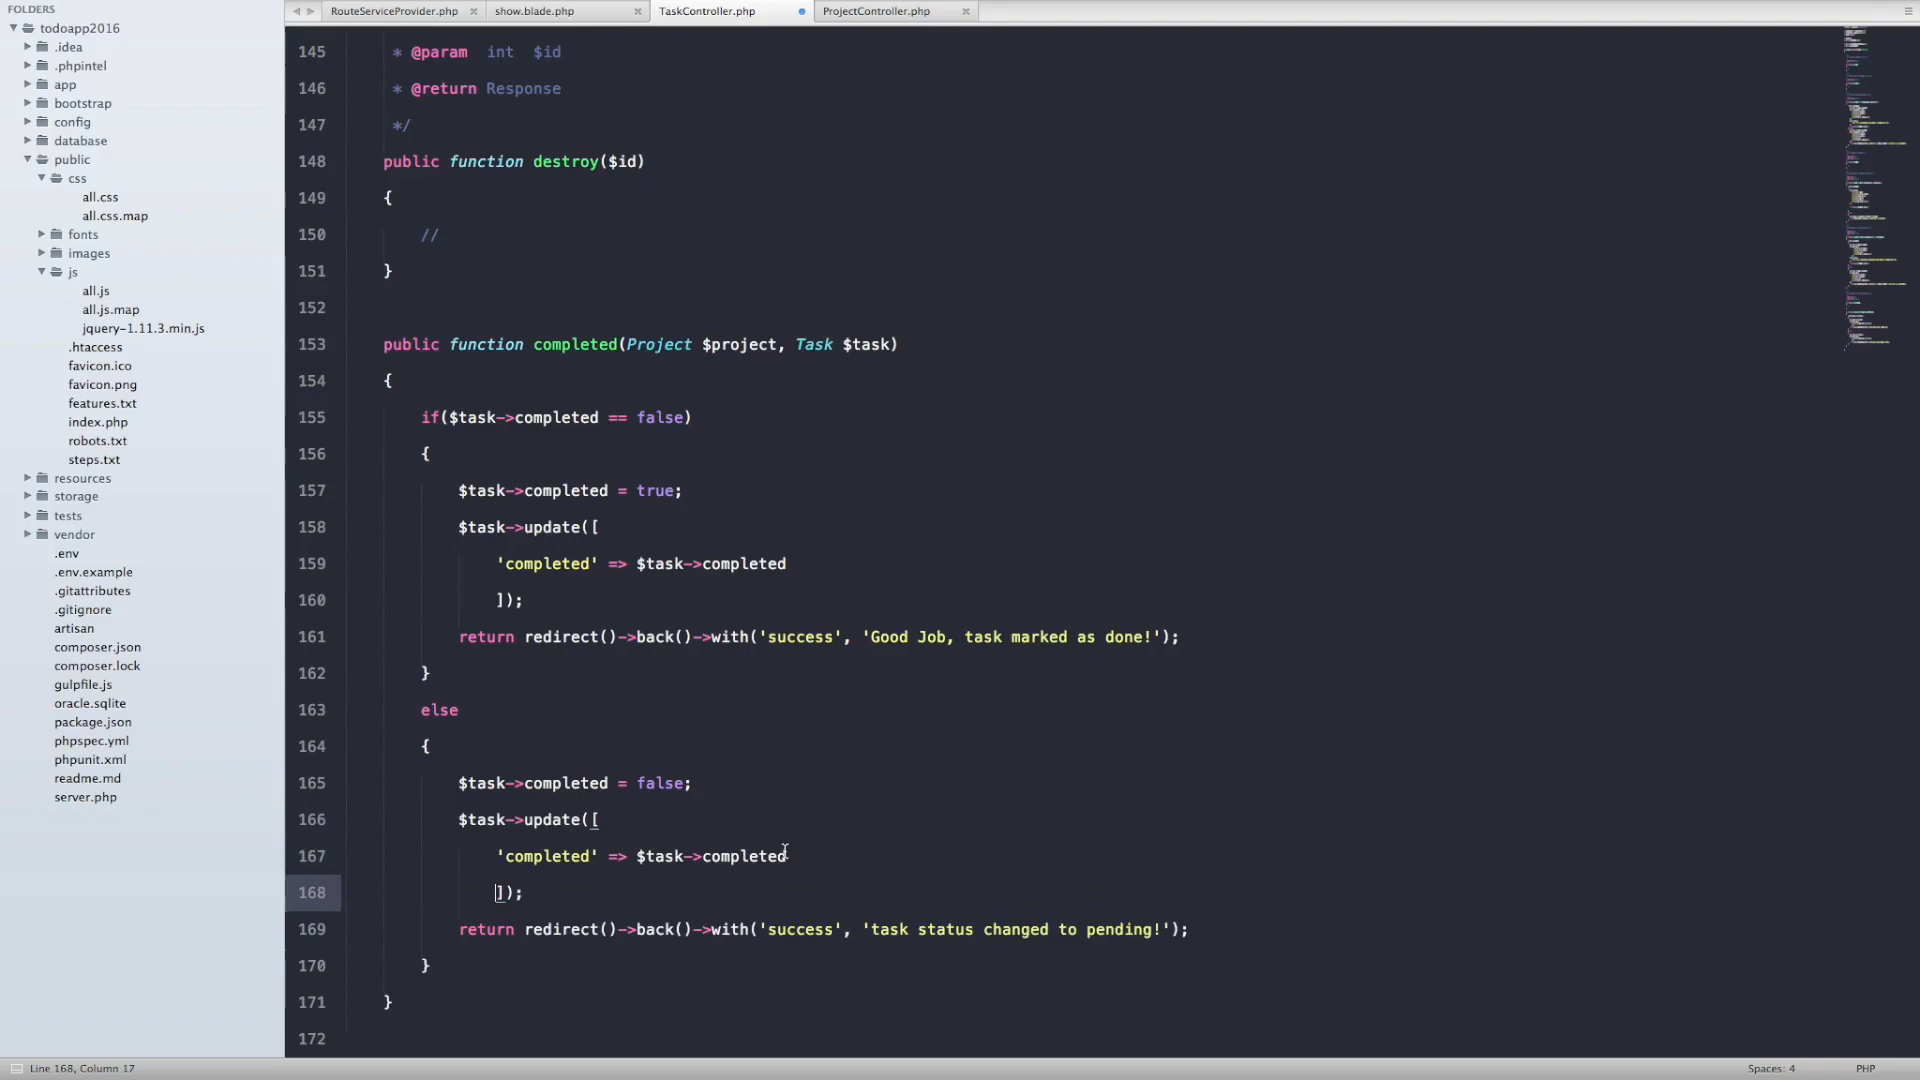 FOLDERS
todoapp2016
.idea
.phpintel
app
bootstrap
config
database
public
css
all.css
all.css.map
fonts
images
js
all.js
all.js.map
jquery-1.11.3.min.js
.htaccess
favicon.ico
favicon.png
features.txt
index.php
robots.txt
steps.txt
resources
storage
tests
vendor
.env
.env.example
.gitattributes
.gitignore
artisan
composer.json
composer.lock
gulpfile.js
oracle.sqlite
package.json
phpspec.yml
phpunit.xml
readme.md
server.php
RouteServiceProvider.php × show.blade.php × TaskController.php ProjectController.php ×
145 * @param int $id
146 * @return Response
147 */
148 public function destroy($id)
149 {
150 //
151 }
152
153 public function completed(Project $project, Task $task)
154 {
155 if($task->completed == false)
156 {
157 $task->completed = true;
158 $task->update([
159 'completed' => $task->completed
160 ]);
161 return redirect()->back()->with('success', 'Good Job, task marked as done!');
162 }
163 else
164 {
165 $task->completed = false;
166 $task->update([
167 'completed' => $task->completed
168 ]);
169 return redirect()->back()->with('success', 'task status changed to pending!');
170 }
171 }
172
Line 168, Column 17
Spaces: 4 PHP